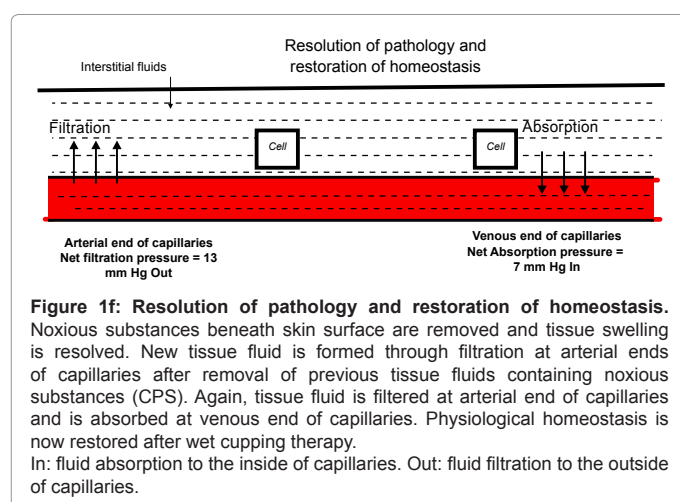 Resolution of pathology and
restoration of homeostasis
Interstitial fluids
Filtration
Absorption
Cell
Cell
Arterial end of capillaries
Net filtration pressure = 13
mm Hg Out
Venous end of capillaries
Net Absorption pressure =
7 mm Hg In
Figure 1f: Resolution of pathology and restoration of homeostasis.
Noxious substances beneath skin surface are removed and tissue swelling
is resolved. New tissue fluid is formed through filtration at arterial ends
of capillaries after removal of previous tissue fluids containing noxious
substances (CPS). Again, tissue fluid is filtered at arterial end of capillaries
and is absorbed at venous end of capillaries. Physiological homeostasis is
now restored after wet cupping therapy.
In: fluid absorption to the inside of capillaries. Out: fluid filtration to the outside
of capillaries.